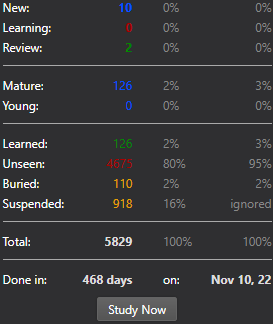 New: 10 0% 0%
Learning: 0 0% 0%
Review: 2 0% 0%
Mature: 126 2% 3%
Young: 0 0% 0%
Learned: 126 2% 3%
Unseen: 4675 80% 95%
Buried: 110 2% 2%
Suspended: 918 16% ignored
Total: 5829 100% 100%
Done in: 468 days on: Nov 10, 22
Study Now